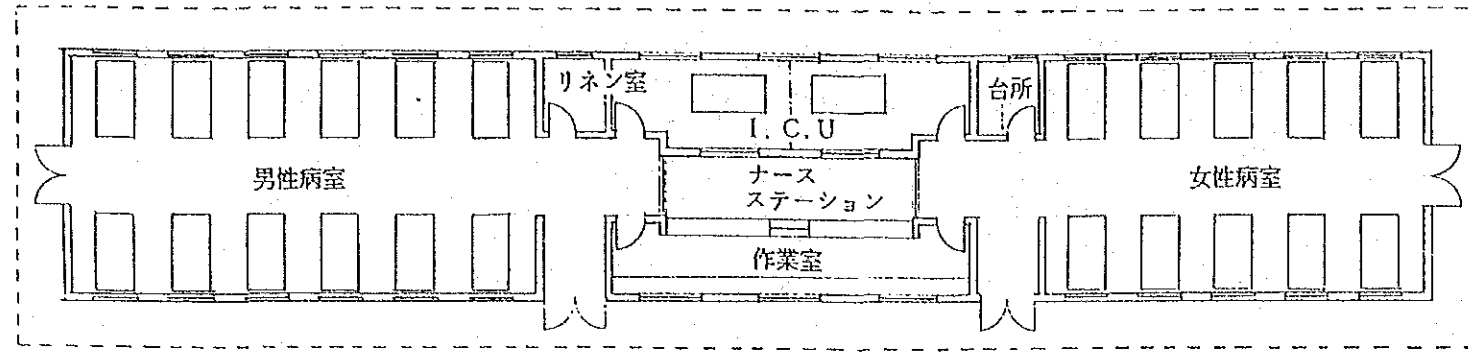 リネン室
台所
I.C.U
男性病室
ナース
ステーション
女性病室
作業室